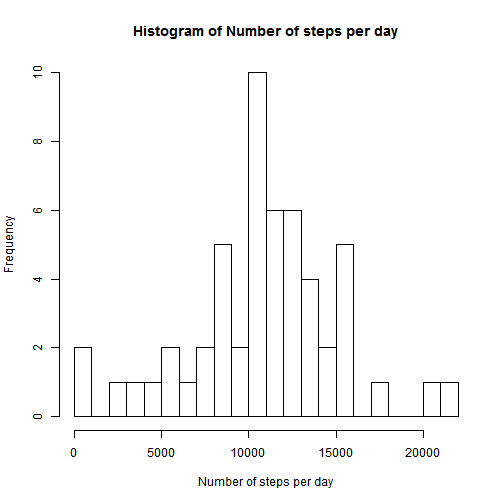 Histogram of Number of steps per day
Frequency
10
8
6
4
2
0
0 5000 10000 15000 20000
Number of steps per day